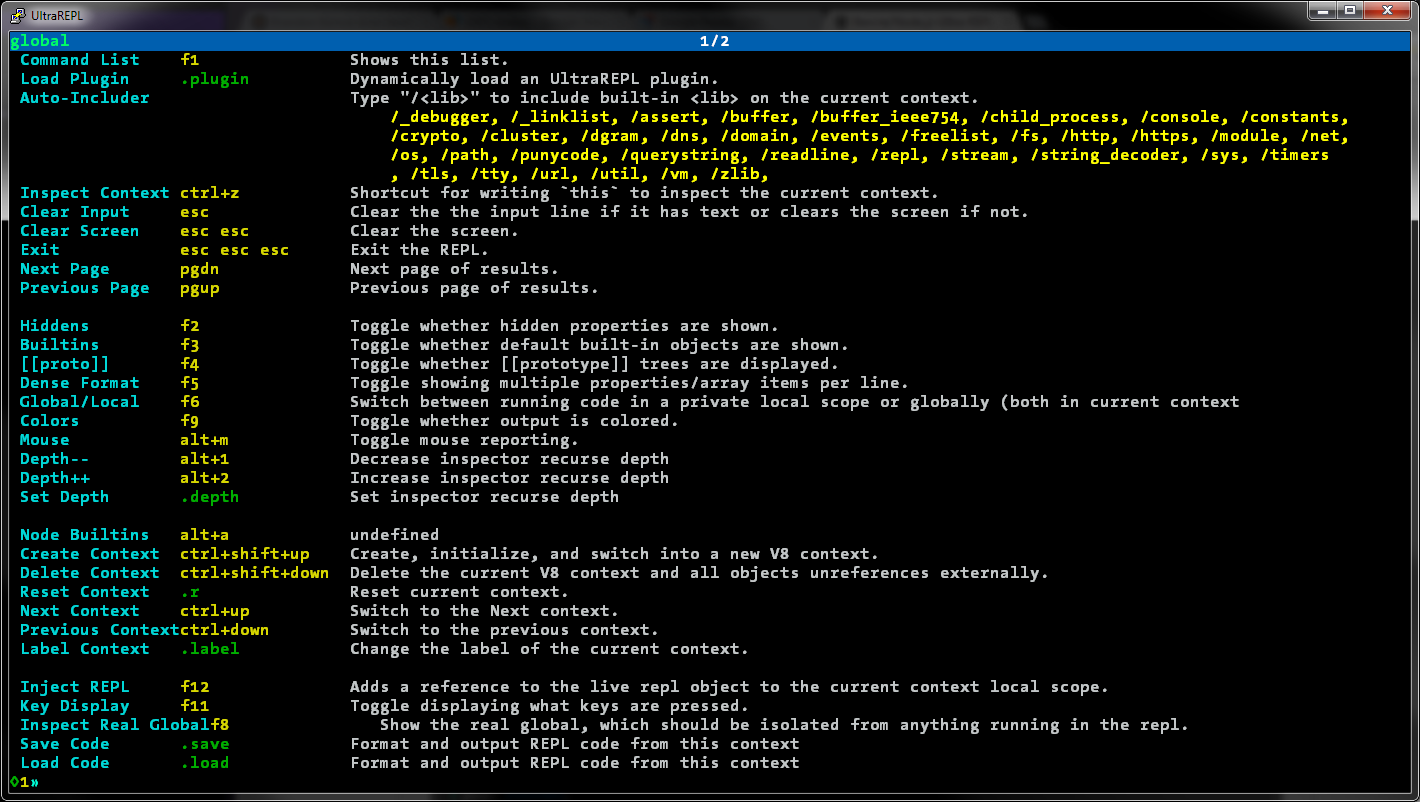 UltraREPL
global 1/2
Command List f1 Shows this list.
Load Plugin .plugin Dynamically load an UltraREPL plugin.
Auto-Includer Type "/<lib>" to include built-in <lib> on the current context.
/_debugger, /_linklist, /assert, /buffer, /buffer_ieee754, /child_process, /console, /constants,
/crypto, /cluster, /dgram, /dns, /domain, /events, /freelist, /fs, /http, /https, /module, /net,
/os, /path, /punycode, /querystring, /readline, /repl, /stream, /string_decoder, /sys, /timers
, /tls, /tty, /url, /util, /vm, /zlib,
Inspect Context ctrl+z Shortcut for writing `this` to inspect the current context.
Clear Input esc Clear the the input line if it has text or clears the screen if not.
Clear Screen esc esc Clear the screen.
Exit esc esc esc Exit the REPL.
Next Page pgdn Next page of results.
Previous Page pgup Previous page of results.
Hiddens f2 Toggle whether hidden properties are shown.
Builtins f3 Toggle whether default built-in objects are shown.
[[proto]] f4 Toggle whether [[prototype]] trees are displayed.
Dense Format f5 Toggle showing multiple properties/array items per line.
Global/Local f6 Switch between running code in a private local scope or globally (both in current context
Colors f9 Toggle whether output is colored.
Mouse alt+m Toggle mouse reporting.
Depth-- alt+1 Decrease inspector recurse depth
Depth++ alt+2 Increase inspector recurse depth
Set Depth .depth Set inspector recurse depth
Node Builtins alt+a undefined
Create Context ctrl+shift+up Create, initialize, and switch into a new V8 context.
Delete Context ctrl+shift+down Delete the current V8 context and all objects unreferences externally.
Reset Context .r Reset current context.
Next Context ctrl+up Switch to the Next context.
Previous Contextctrl+down Switch to the previous context.
Label Context .label Change the label of the current context.
Inject REPL f12 Adds a reference to the live repl object to the current context local scope.
Key Display f11 Toggle displaying what keys are pressed.
Inspect Real Globalf8 Show the real global, which should be isolated from anything running in the repl.
Save Code .save Format and output REPL code from this context
Load Code .load Format and output REPL code from this context
◊1»